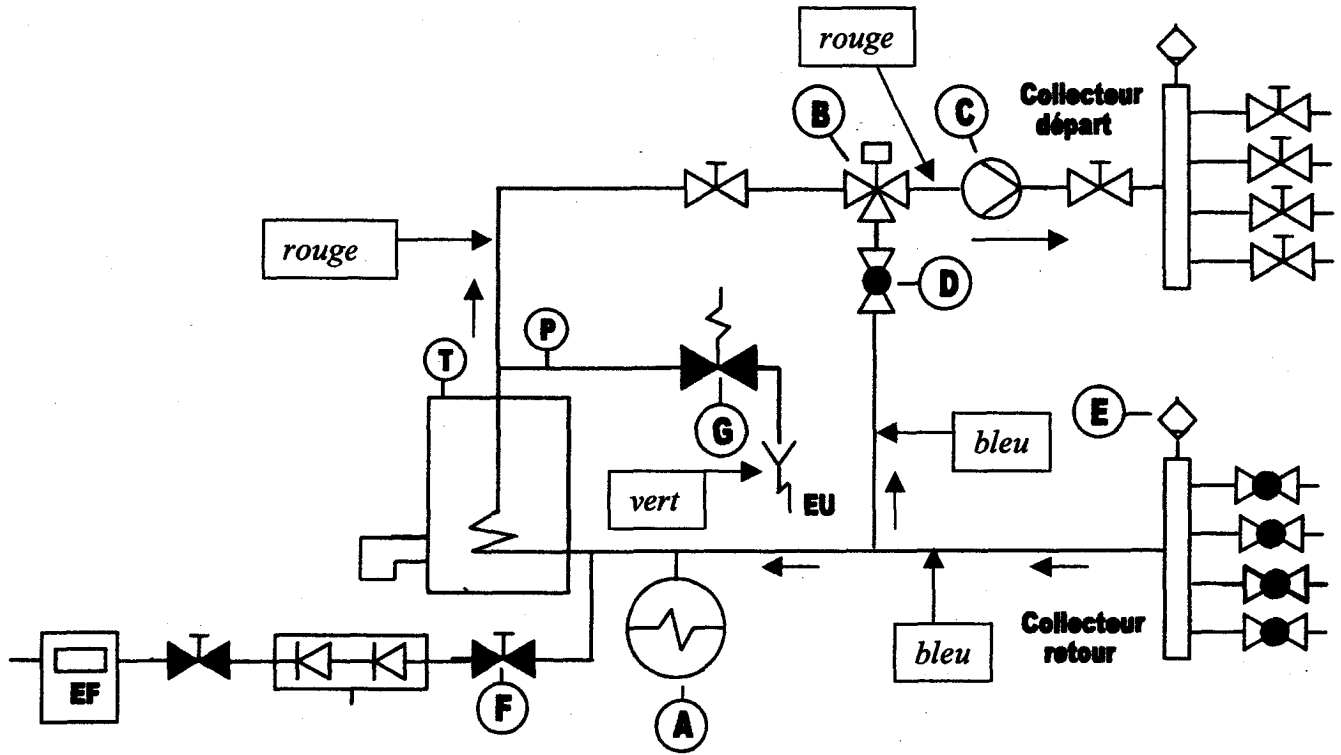 rouge
B
C
Collecteur
départ
rouge
D
P
T
G
E
bleu
vert
EU
Collecteur
retour
bleu
EF
F
A